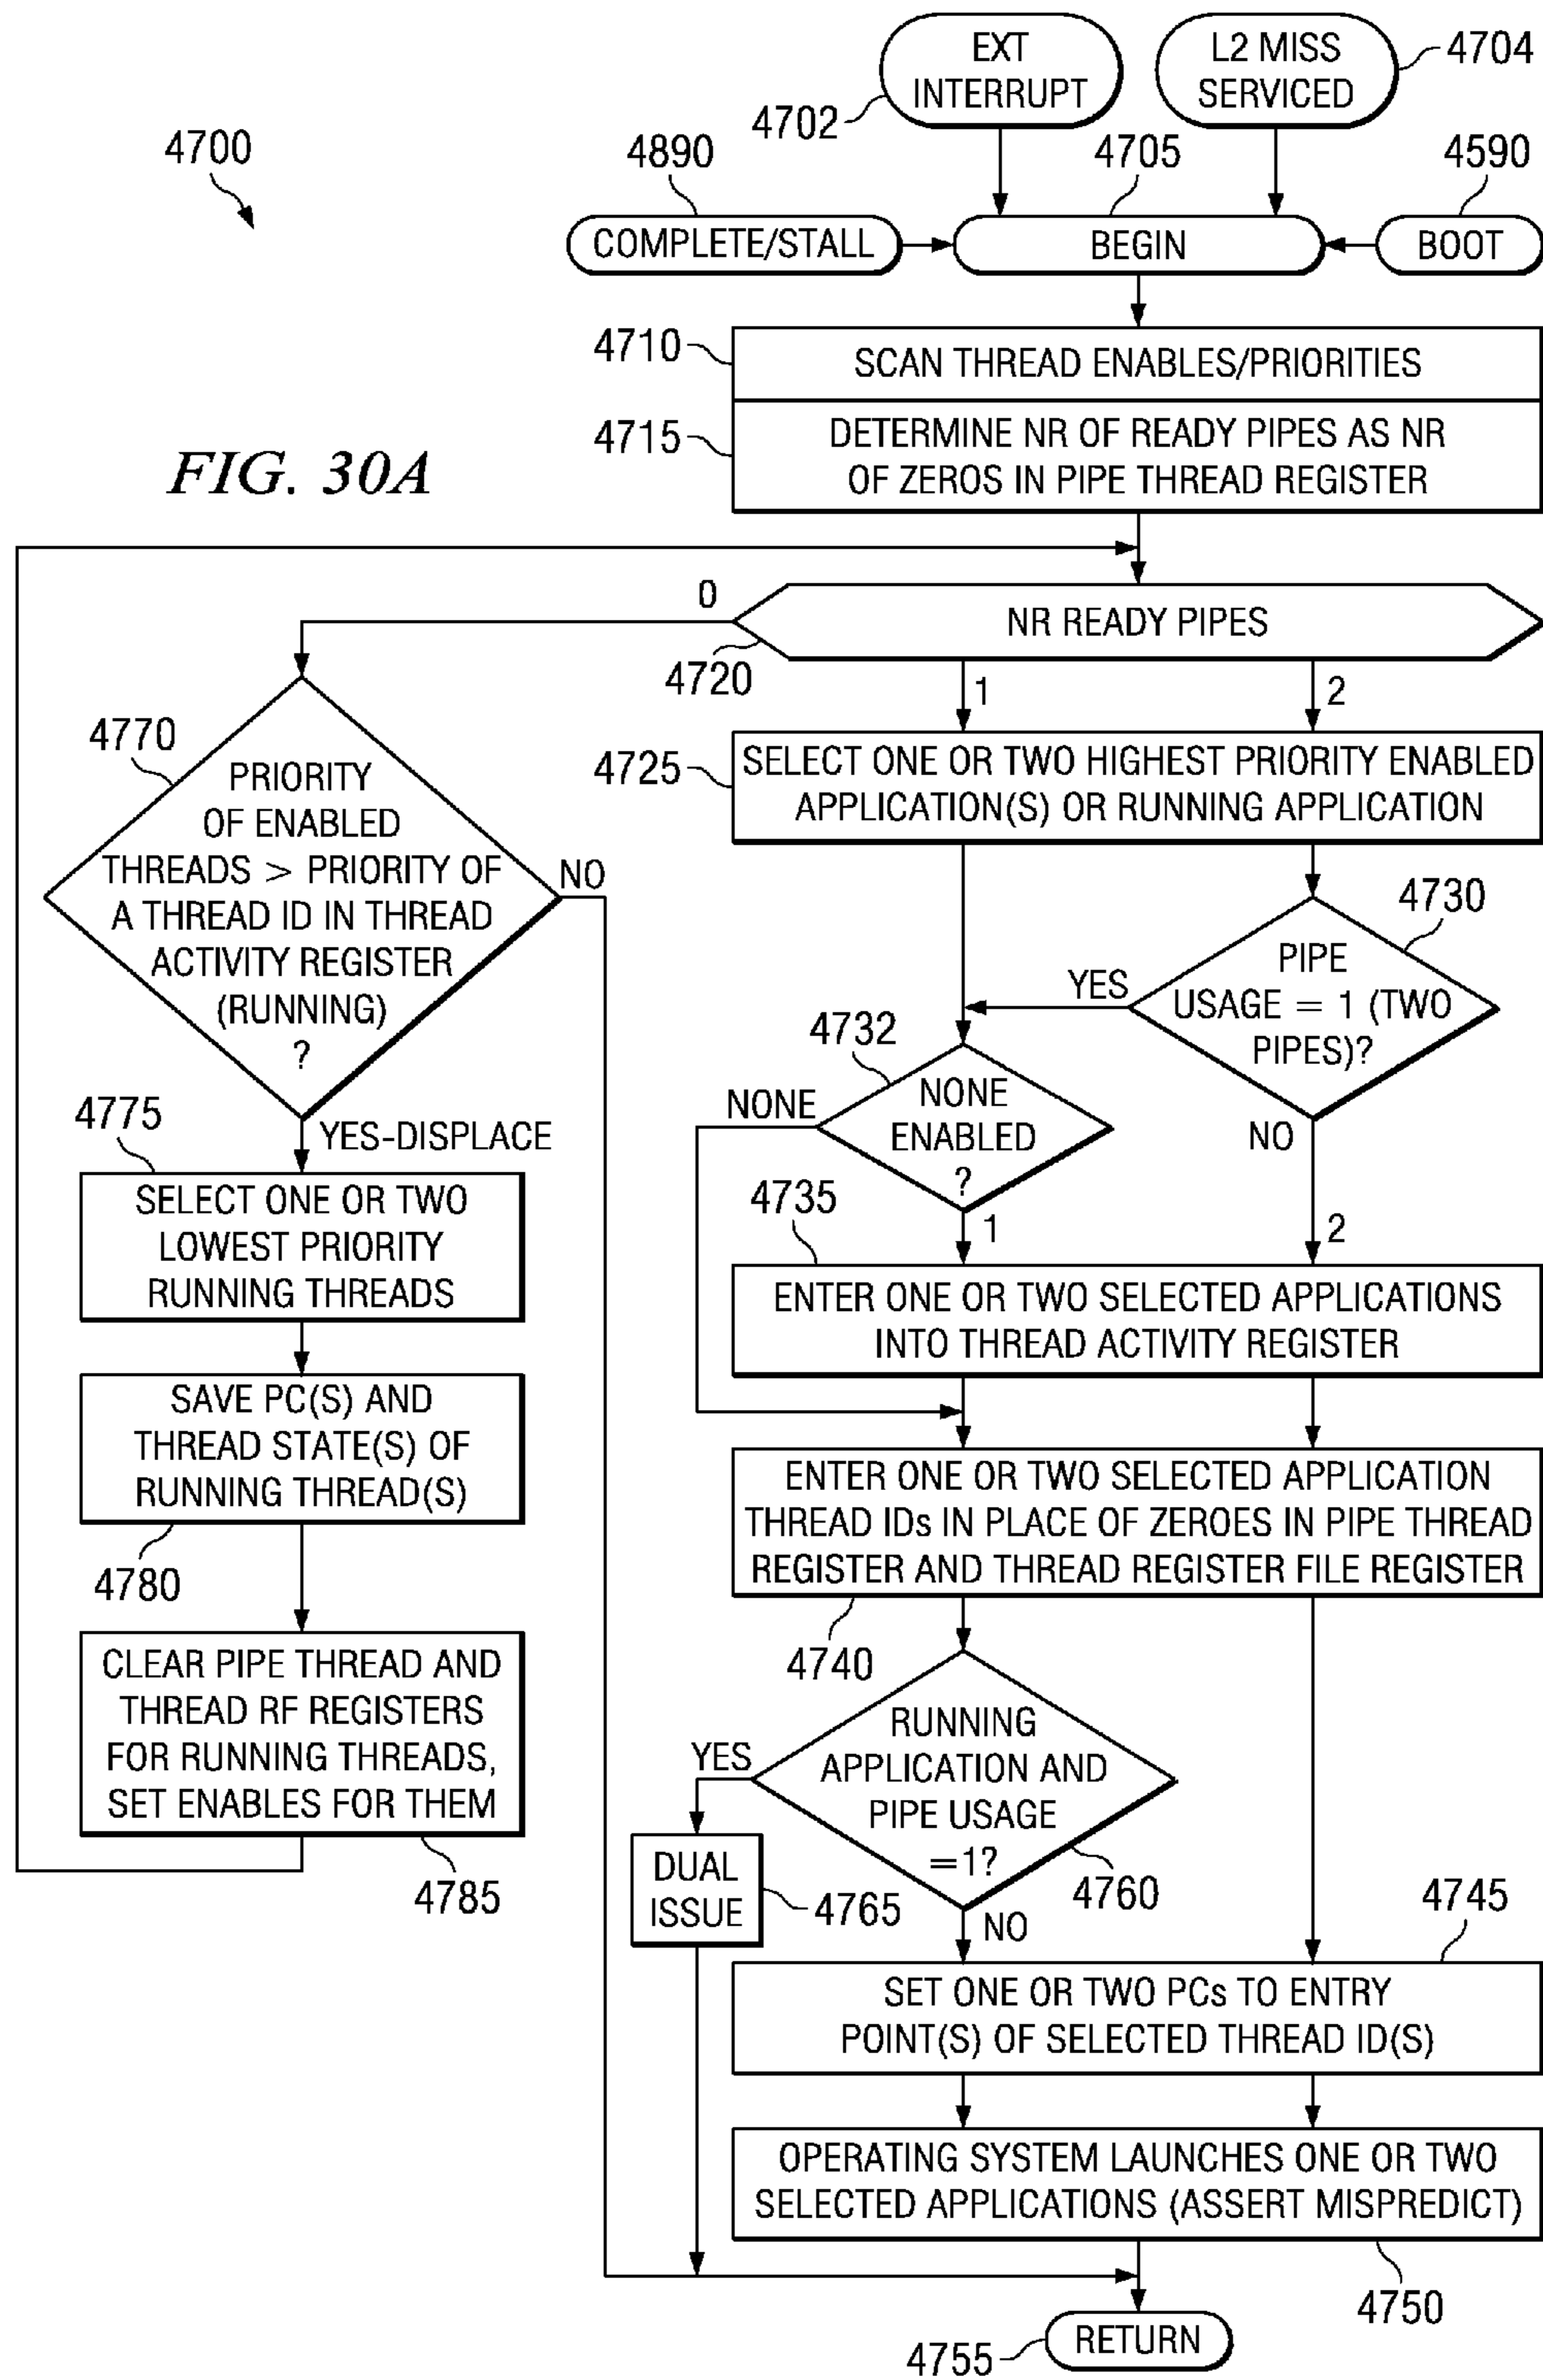 EXT
INTERRUPT
4702
L2 MISS
SERVICED
4704
4700
4890
4705
4590
COMPLETE/STALL
BEGIN
BOOT
4710
SCAN THREAD ENABLES/PRIORITIES
4715
DETERMINE NR OF READY PIPES AS NR
OF ZEROS IN PIPE THREAD REGISTER
FIG. 30A
0
NR READY PIPES
4720
1
2
4725
SELECT ONE OR TWO HIGHEST PRIORITY ENABLED
APPLICATION(S) OR RUNNING APPLICATION
4770
PRIORITY
OF ENABLED
THREADS > PRIORITY OF
A THREAD ID IN THREAD
ACTIVITY REGISTER
(RUNNING)
?
NO
YES-DISPLACE
4730
PIPE
USAGE = 1 (TWO
PIPES)?
YES
NO
4732
NONE
ENABLED
?
NONE
1
2
4775
SELECT ONE OR TWO
LOWEST PRIORITY
RUNNING THREADS
4735
ENTER ONE OR TWO SELECTED APPLICATIONS
INTO THREAD ACTIVITY REGISTER
SAVE PC(S) AND
THREAD STATE(S) OF
RUNNING THREAD(S)
4780
ENTER ONE OR TWO SELECTED APPLICATION
THREAD IDs IN PLACE OF ZEROES IN PIPE THREAD
REGISTER AND THREAD REGISTER FILE REGISTER
4740
CLEAR PIPE THREAD AND
THREAD RF REGISTERS
FOR RUNNING THREADS,
SET ENABLES FOR THEM
4785
RUNNING
APPLICATION AND
PIPE USAGE
=1?
YES
4760
NO
DUAL
ISSUE
4765
4745
SET ONE OR TWO PCs TO ENTRY
POINT(S) OF SELECTED THREAD ID(S)
OPERATING SYSTEM LAUNCHES ONE OR TWO
SELECTED APPLICATIONS (ASSERT MISPREDICT)
4750
4755
RETURN